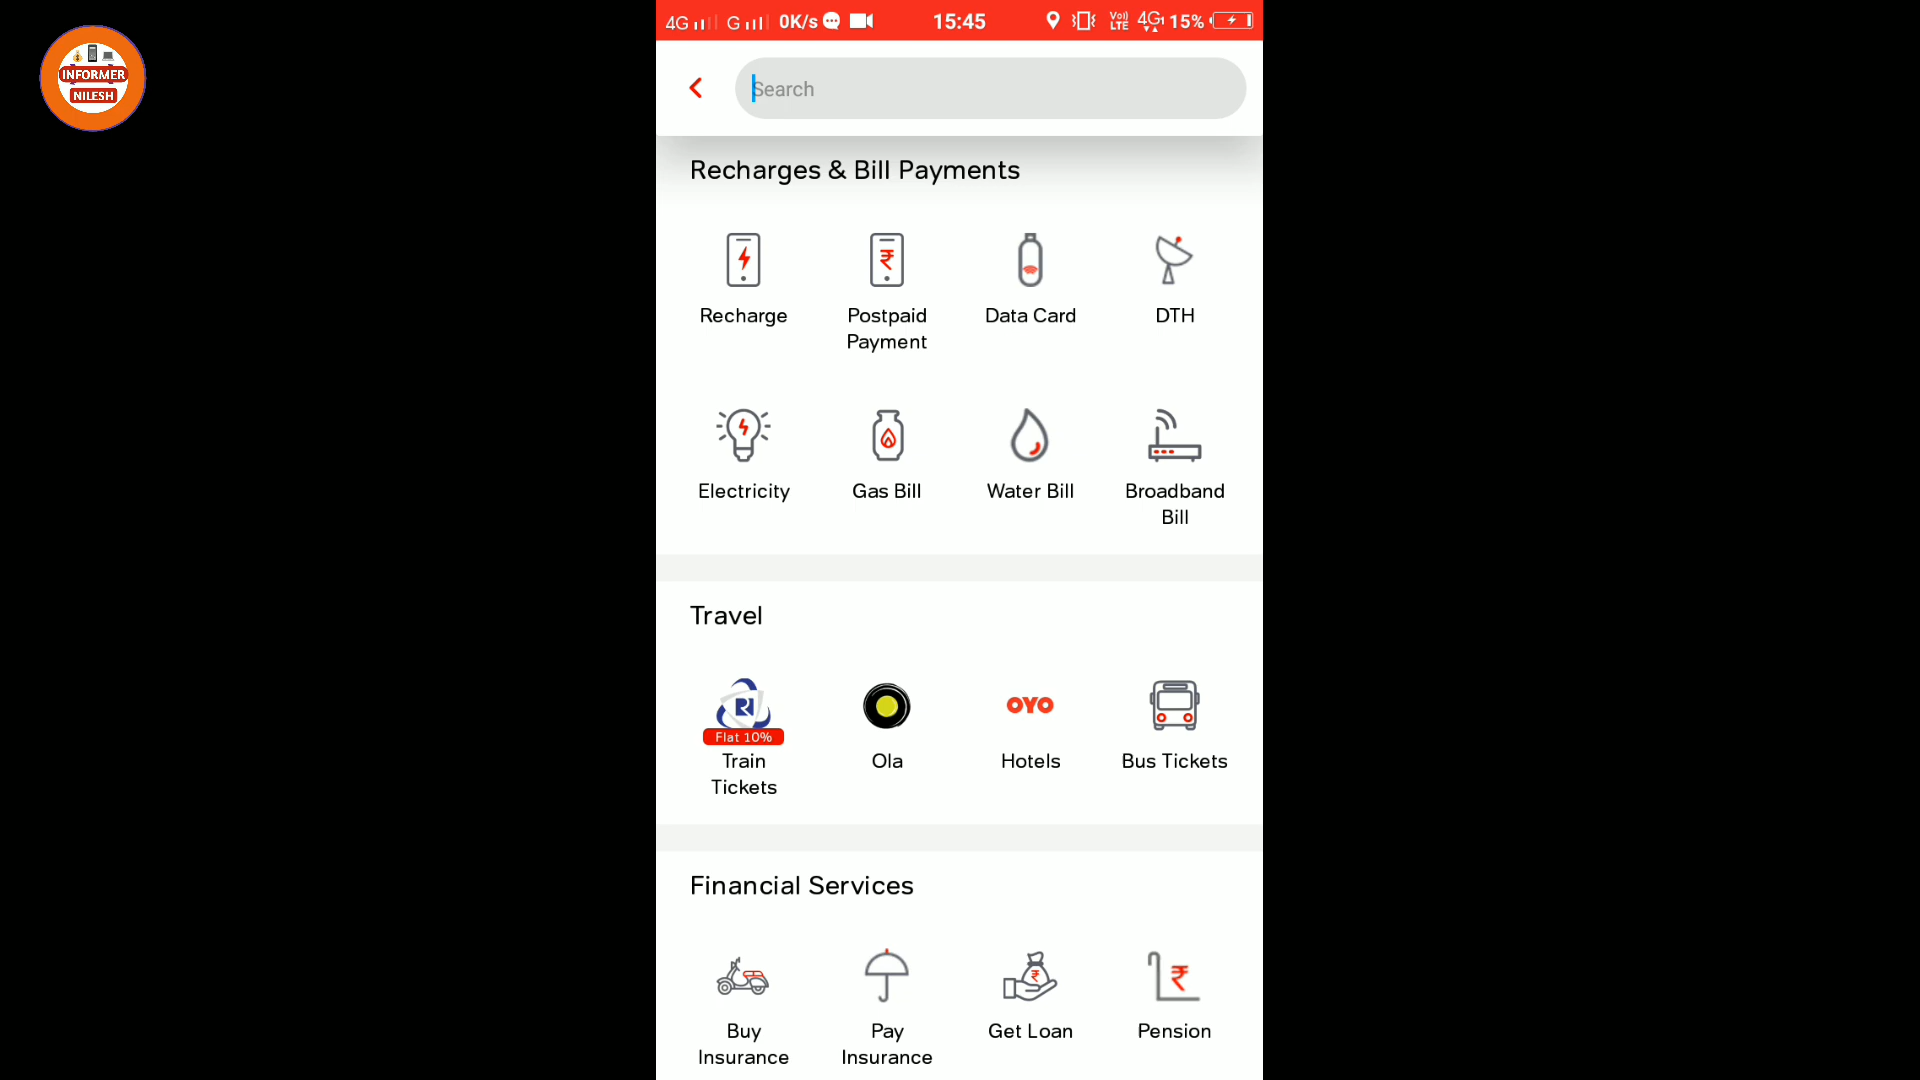 INFORMER
NILESH
4G G 0K/s 15:45 VoLTE 4G 15%
Search
Recharges & Bill Payments
Recharge Postpaid Payment Data Card DTH
Electricity Gas Bill Water Bill Broadband Bill
Travel
Flat 10%
OYO
Train Tickets Ola Hotels Bus Tickets
Financial Services
Buy Insurance Pay Insurance Get Loan Pension